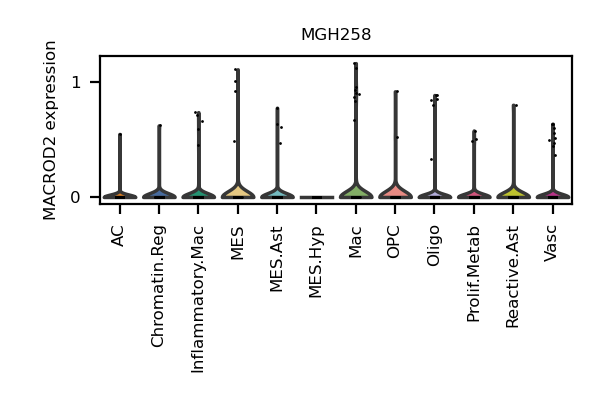 MGH258
MACROD2 expression
1
0
AC
Chromatin.Reg
Inflammatory.Mac
MES
MES.Ast
MES.Hyp
Mac
OPC
Oligo
Prolif.Metab
Reactive.Ast
Vasc